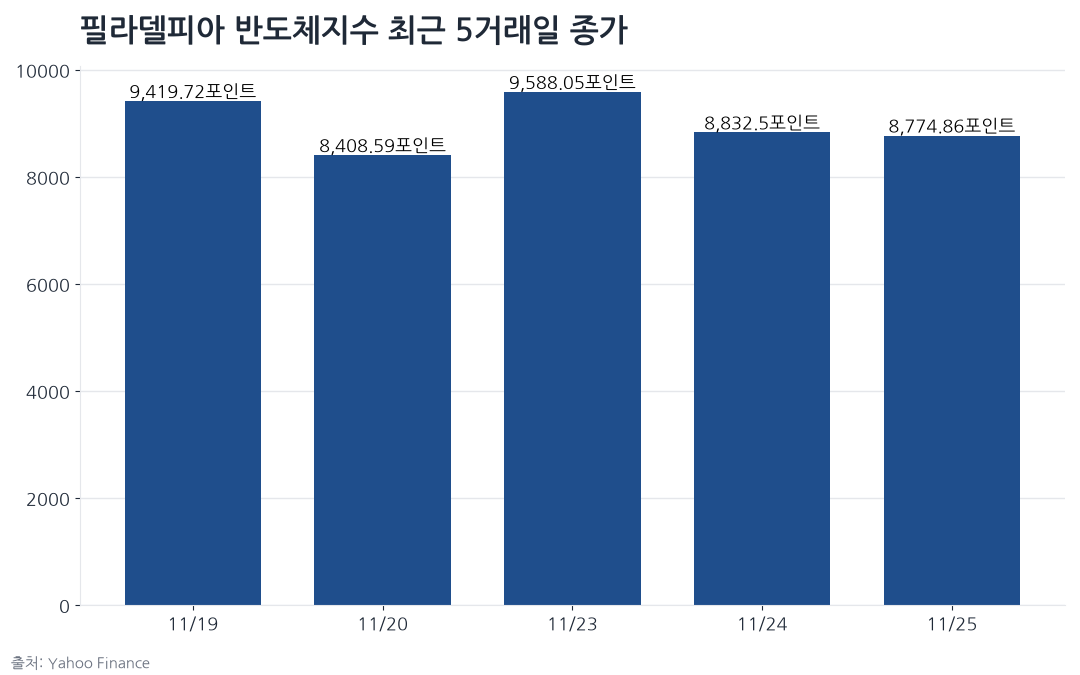 필라델피아 반도체지수 최근 5거래일 종가
10000
8000
6000
4000
2000
0
9,419.72포인트
8,408.59포인트
9,588.05포인트
8,832.5포인트
8,774.86포인트
11/19
11/20
11/23
11/24
11/25
출처: Yahoo Finance